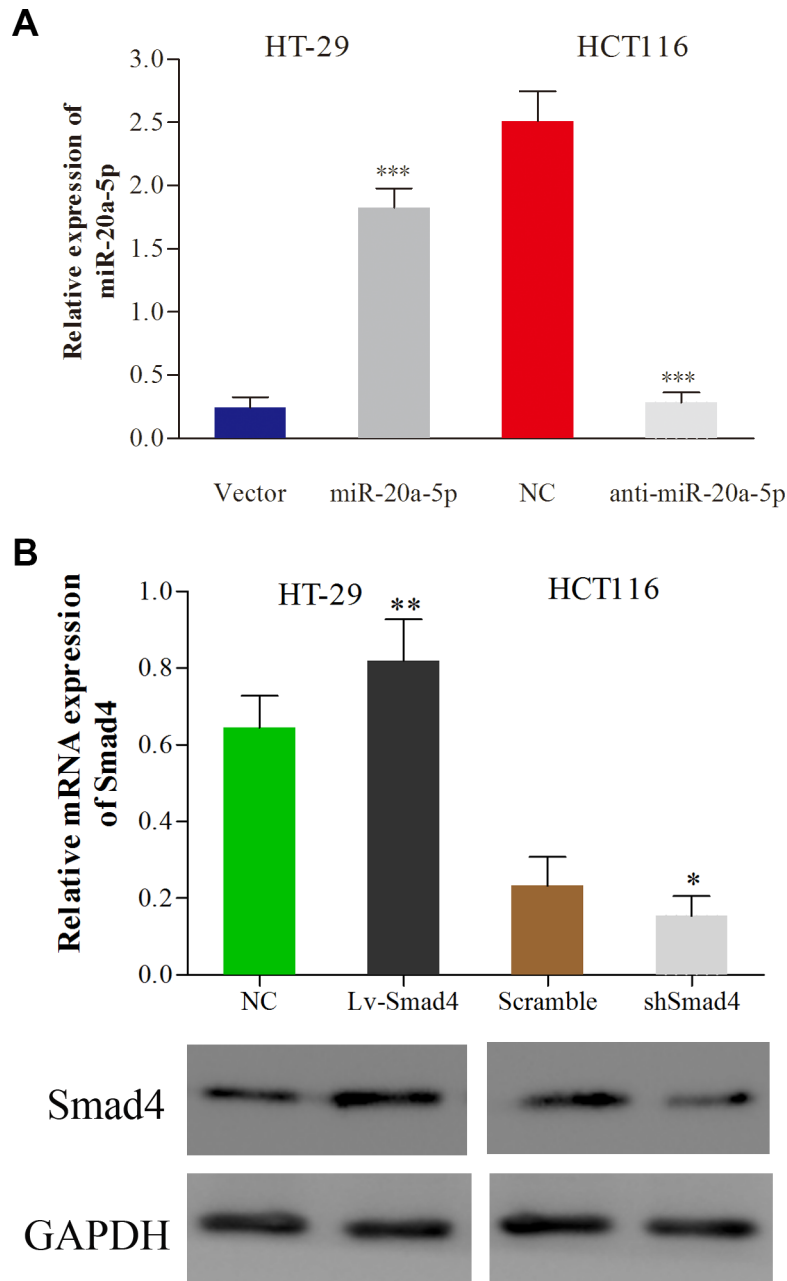 A
HT-29 HCT116
Relative expression of
miR-20a-5p
3.0
2.5
2.0
1.5
1.0
0.5
0.0
***
***
Vector miR-20a-5p NC anti-miR-20a-5p
B
HT-29 HCT116
Relative mRNA expression
of Smad4
1.0
0.8
0.6
0.4
0.2
0.0
**
*
NC Lv-Smad4 Scramble shSmad4
Smad4
GAPDH